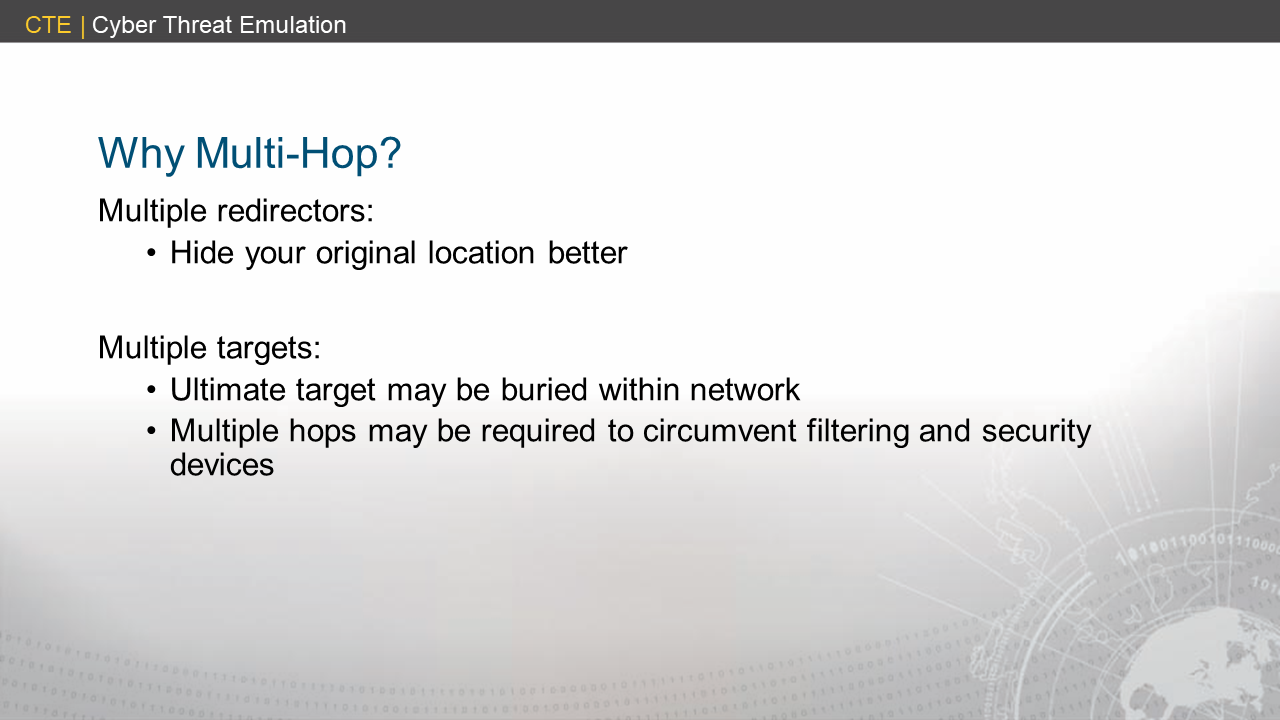 CTE | Cyber Threat Emulation
Why Multi-Hop?
Multiple redirectors:
• Hide your original location better
Multiple targets:
• Ultimate target may be buried within network
• Multiple hops may be required to circumvent filtering and security
devices